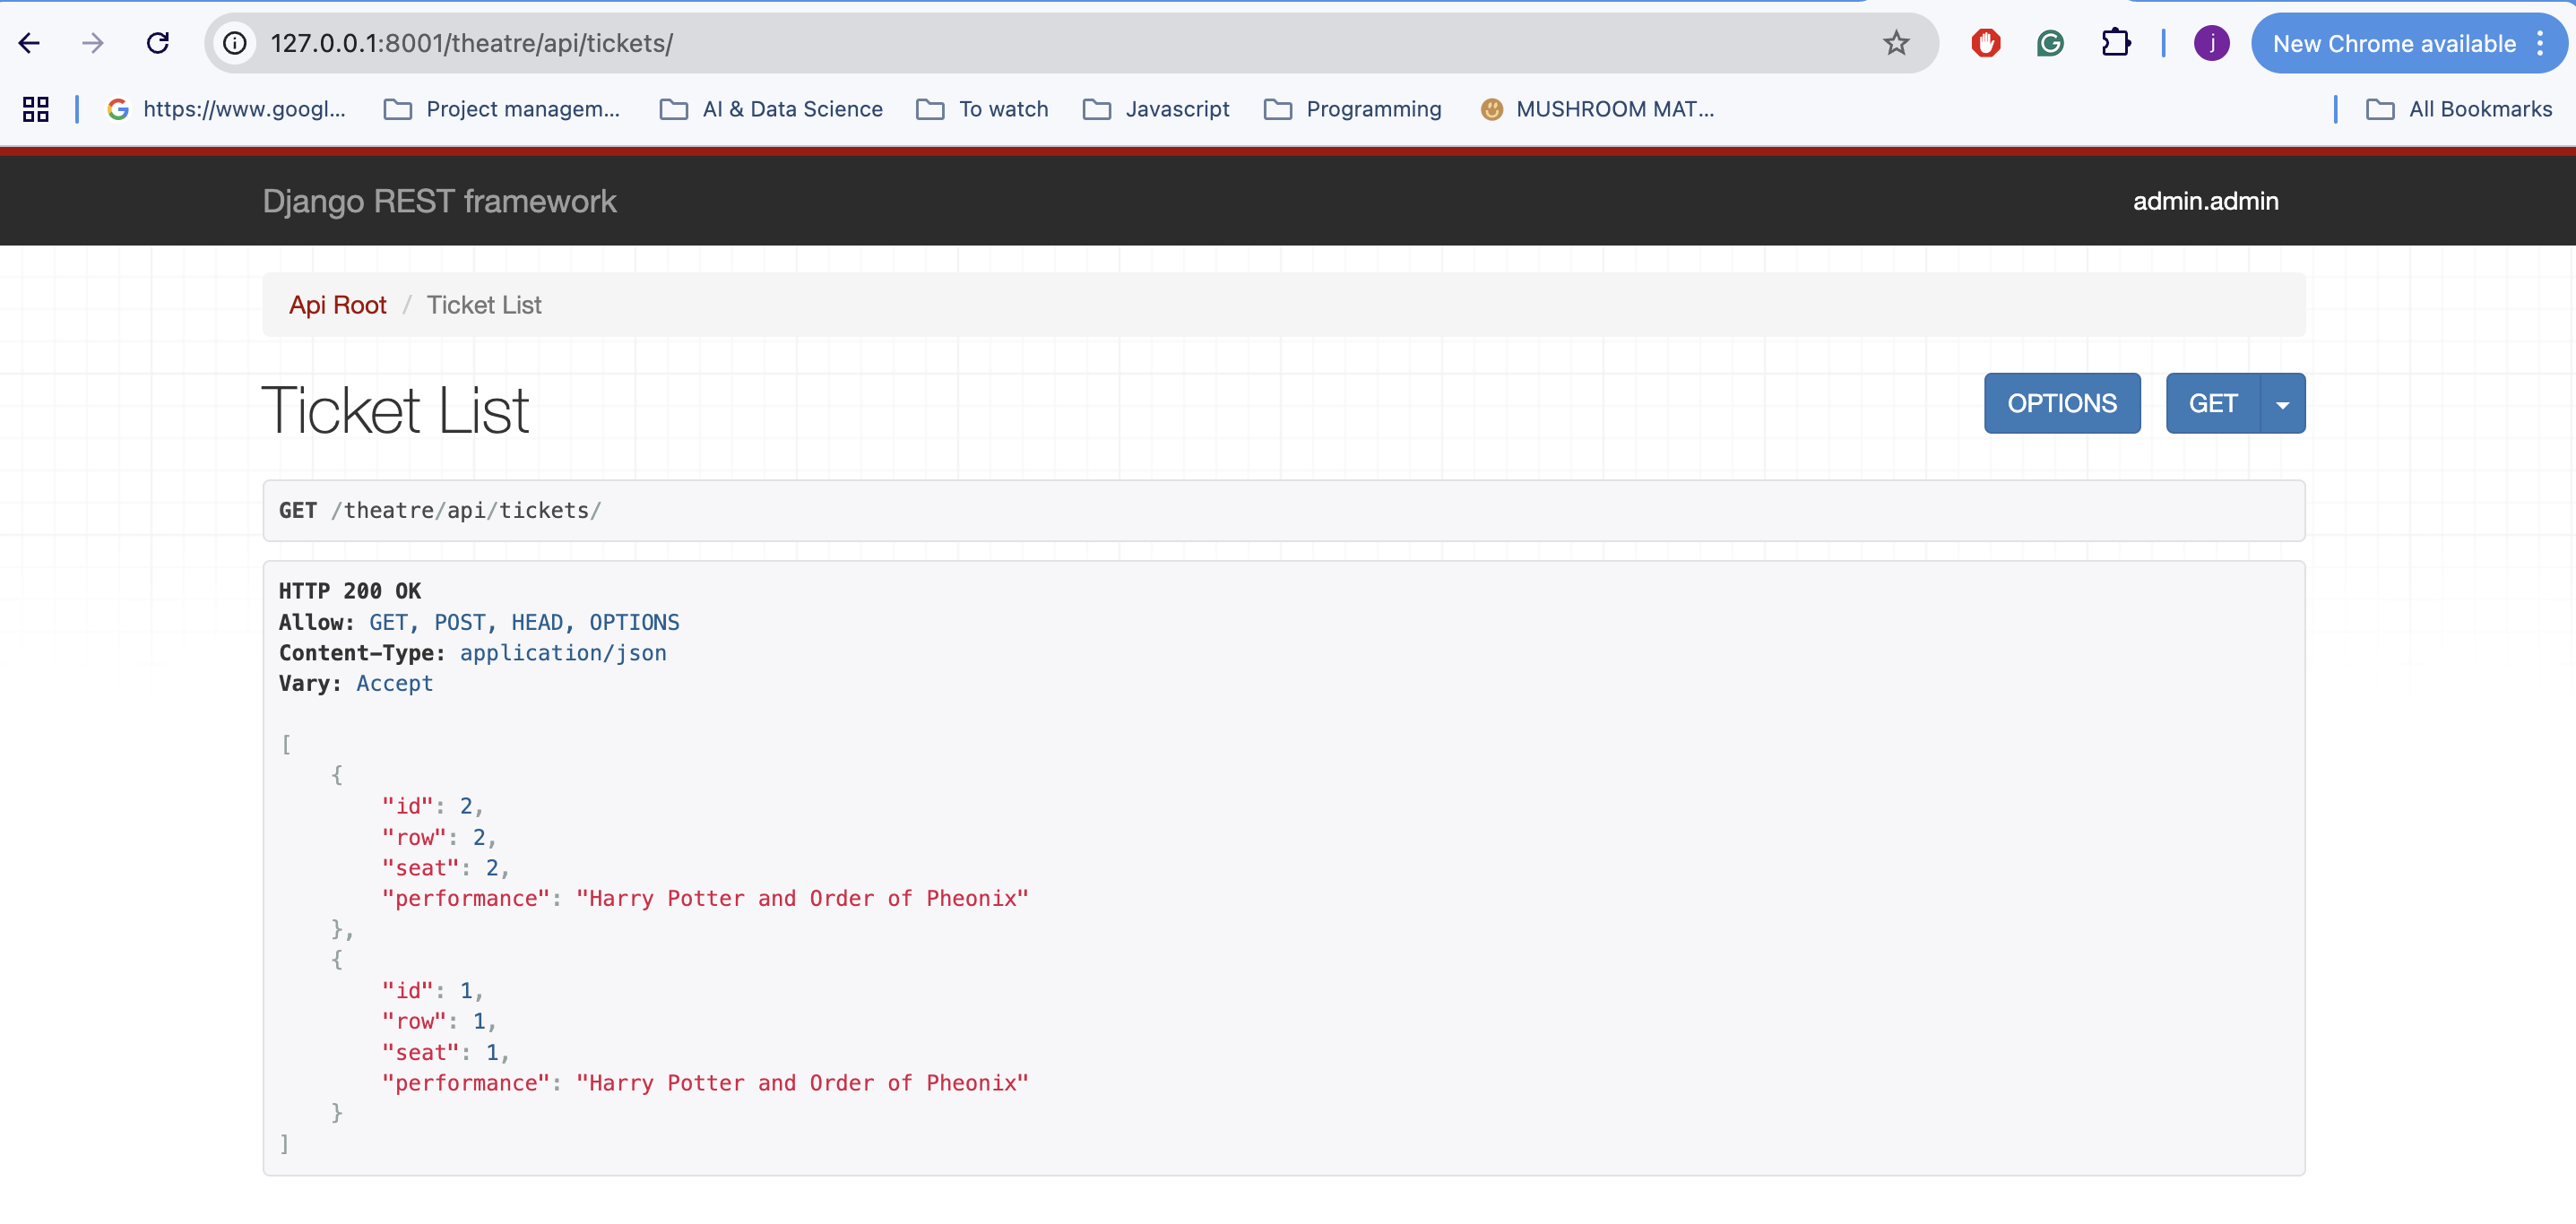 127.0.0.1:8001/theatre/api/tickets/
j
New Chrome available
https://www.googl...
Project managem...
AI & Data Science
To watch
Javascript
Programming
MUSHROOM MAT...
All Bookmarks
Django REST framework
admin.admin
Api Root / Ticket List
Ticket List
OPTIONS
GET
GET /theatre/api/tickets/
HTTP 200 OK
Allow: GET, POST, HEAD, OPTIONS
Content-Type: application/json
Vary: Accept
[
{
"id": 2,
"row": 2,
"seat": 2,
"performance": "Harry Potter and Order of Pheonix"
},
{
"id": 1,
"row": 1,
"seat": 1,
"performance": "Harry Potter and Order of Pheonix"
}
]